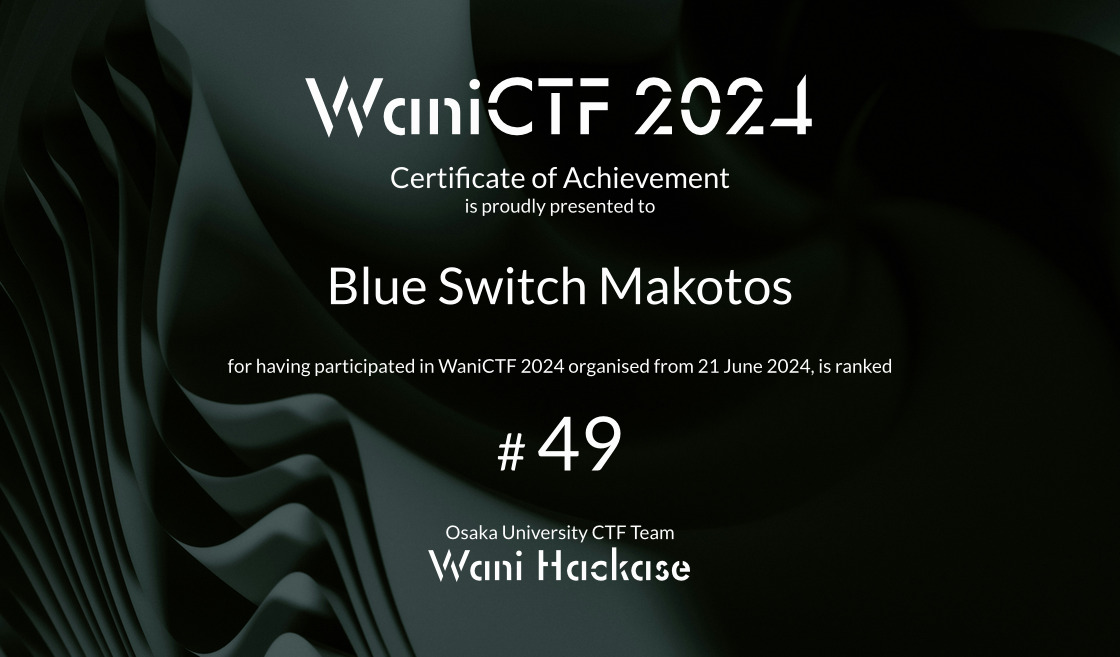 WaniCTF 2024
Certificate of Achievement
is proudly presented to
Blue Switch Makotos
for having participated in WaniCTF 2024 organised from 21 June 2024, is ranked
# 49
Osaka University CTF Team
Wani Hackase